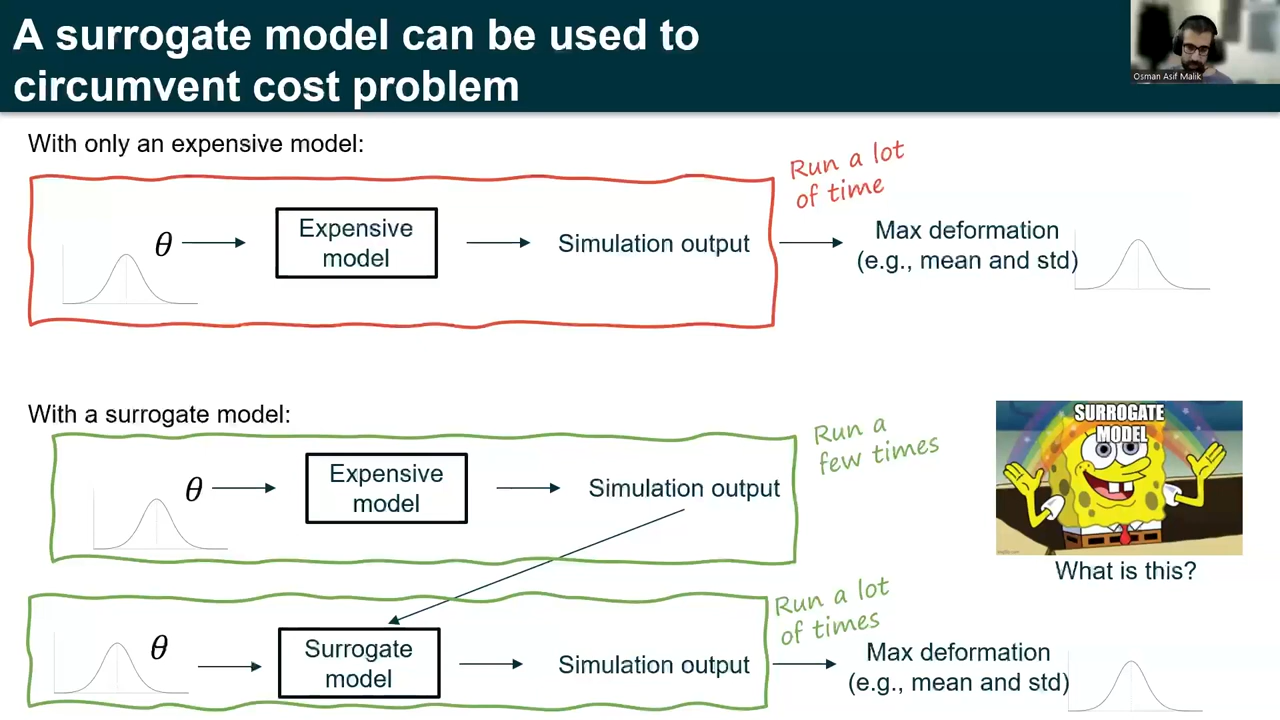 A surrogate model can be used to
circumvent cost problem
Osman Asif Malik
With only an expensive model:
Run a lot
of time
θ
Expensive
model
Simulation output
Max deformation
(e.g., mean and std)
With a surrogate model:
Run a
few times
θ
Expensive
model
Simulation output
SURROGATE
MODEL
imgflip.com
What is this?
Run a lot
of times
θ
Surrogate
model
Simulation output
Max deformation
(e.g., mean and std)